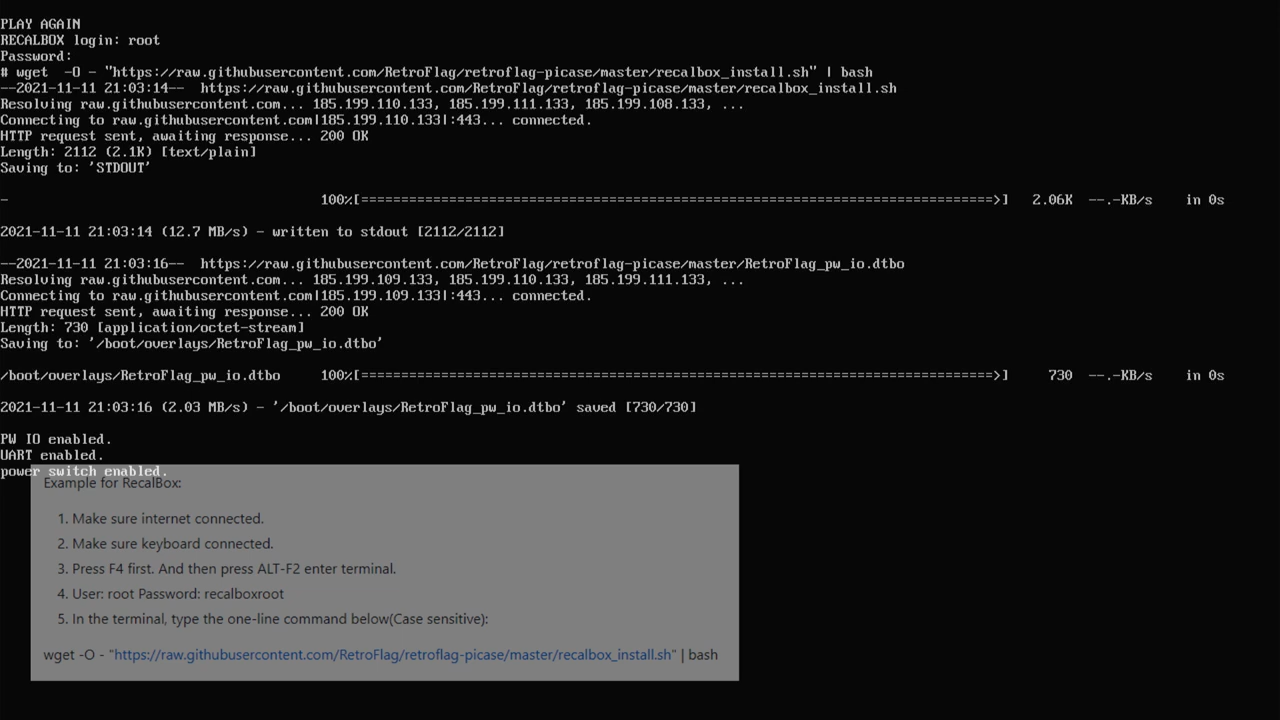 PLAY AGAIN
RECALBOX login: root
Password:
# wget  -O - "https://raw.githubusercontent.com/RetroFlag/retroflag-picase/master/recalbox_install.sh" | bash
--2021-11-11 21:03:14--  https://raw.githubusercontent.com/RetroFlag/retroflag-picase/master/recalbox_install.sh
Resolving raw.githubusercontent.com... 185.199.110.133, 185.199.111.133, 185.199.108.133, ...
Connecting to raw.githubusercontent.com|185.199.110.133|:443... connected.
HTTP request sent, awaiting response... 200 OK
Length: 2112 (2.1K) [text/plain]
Saving to: 'STDOUT'
-                                       100%[===============================================================================>]   2.06K  --.-KB/s    in 0s
2021-11-11 21:03:14 (12.7 MB/s) - written to stdout [2112/2112]
--2021-11-11 21:03:16--  https://raw.githubusercontent.com/RetroFlag/retroflag-picase/master/RetroFlag_pw_io.dtbo
Resolving raw.githubusercontent.com... 185.199.109.133, 185.199.110.133, 185.199.111.133, ...
Connecting to raw.githubusercontent.com|185.199.109.133|:443... connected.
HTTP request sent, awaiting response... 200 OK
Length: 730 [application/octet-stream]
Saving to: '/boot/overlays/RetroFlag_pw_io.dtbo'
/boot/overlays/RetroFlag_pw_io.dtbo     100%[===============================================================================>]     730  --.-KB/s    in 0s
2021-11-11 21:03:16 (2.03 MB/s) - '/boot/overlays/RetroFlag_pw_io.dtbo' saved [730/730]
PW IO enabled.
UART enabled.
power switch enabled.
Example for RecalBox:
1. Make sure internet connected.
2. Make sure keyboard connected.
3. Press F4 first. And then press ALT-F2 enter terminal.
4. User: root Password: recalboxroot
5. In the terminal, type the one-line command below(Case sensitive):
wget -O - "https://raw.githubusercontent.com/RetroFlag/retroflag-picase/master/recalbox_install.sh" | bash